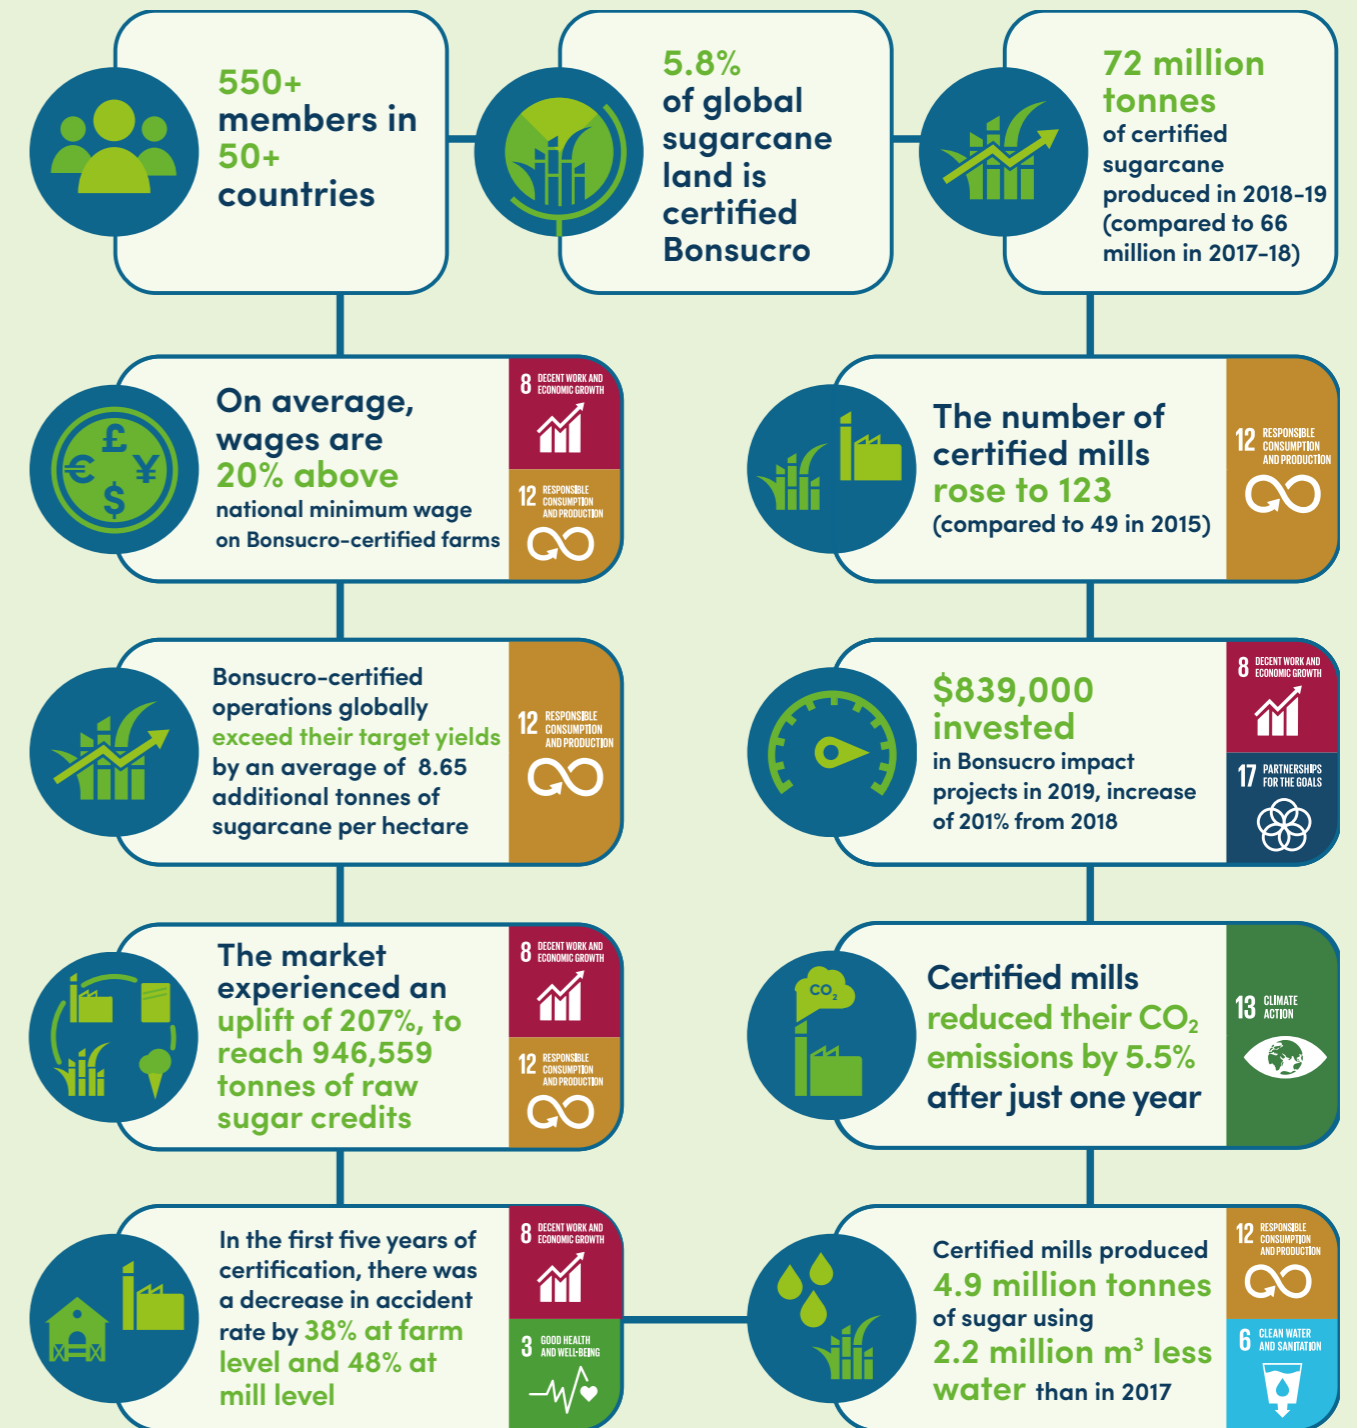 550+
members in
50+
countries
5.8%
of global
sugarcane
land is
certified
Bonsucro
72 million
tonnes
of certified
sugarcane
produced in 2018-19
(compared to 66
million in 2017-18)
On average,
wages are
20% above
national minimum wage
on Bonsucro-certified farms
£
€ ¥
$
8 DECENT WORK AND
ECONOMIC GROWTH
12 RESPONSIBLE
CONSUMPTION
AND PRODUCTION
The number of
certified mills
rose to 123
(compared to 49 in 2015)
12 RESPONSIBLE
CONSUMPTION
AND PRODUCTION
Bonsucro-certified
operations globally
exceed their target yields
by an average of 8.65
additional tonnes of
sugarcane per hectare
12 RESPONSIBLE
CONSUMPTION
AND PRODUCTION
$839,000
invested
in Bonsucro impact
projects in 2019, increase
of 201% from 2018
8 DECENT WORK AND
ECONOMIC GROWTH
17 PARTNERSHIPS
FOR THE GOALS
The market
experienced an
uplift of 207%, to
reach 946,559
tonnes of raw
sugar credits
8 DECENT WORK AND
ECONOMIC GROWTH
12 RESPONSIBLE
CONSUMPTION
AND PRODUCTION
CO₂
Certified mills
reduced their CO₂
emissions by 5.5%
after just one year
13 CLIMATE
ACTION
In the first five years of
certification, there was
a decrease in accident
rate by 38% at farm
level and 48% at
mill level
8 DECENT WORK AND
ECONOMIC GROWTH
3 GOOD HEALTH
AND WELL-BEING
Certified mills produced
4.9 million tonnes
of sugar using
2.2 million m³ less
water than in 2017
12 RESPONSIBLE
CONSUMPTION
AND PRODUCTION
6 CLEAN WATER
AND SANITATION